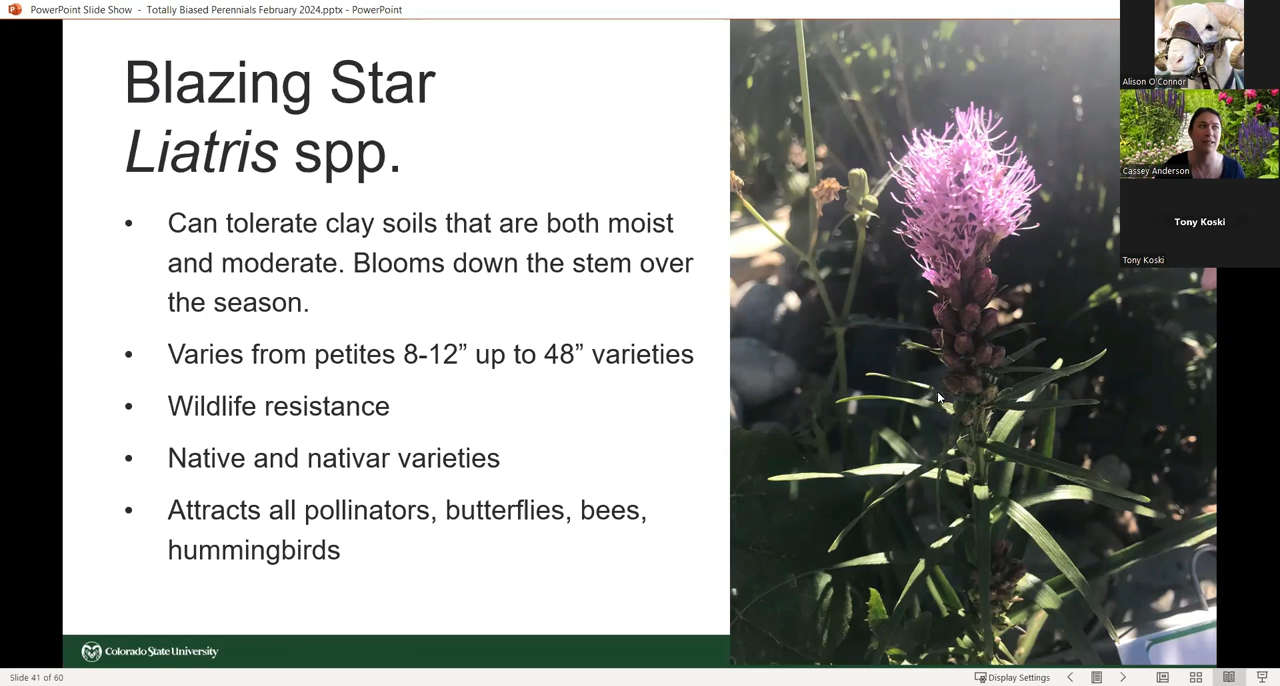 PowerPoint Slide Show - Totally Biased Perennials February 2024.pptx - PowerPoint
Blazing Star
Liatris spp.
• Can tolerate clay soils that are both moist
and moderate. Blooms down the stem over
the season.
• Varies from petites 8-12” up to 48” varieties
• Wildlife resistance
• Native and nativar varieties
• Attracts all pollinators, butterflies, bees,
hummingbirds
Colorado State University
Alison O'Connor
Cassey Anderson
Tony Koski
Tony Koski
Slide 41 of 60
Display Settings